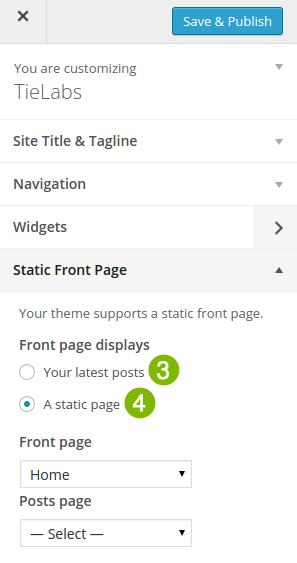 Save & Publish
You are customizing
TieLabs
Site Title & Tagline
Navigation
Widgets
Static Front Page
Your theme supports a static front page.
Front page displays
Your latest posts 3
A static page 4
Front page
Home
Posts page
— Select —